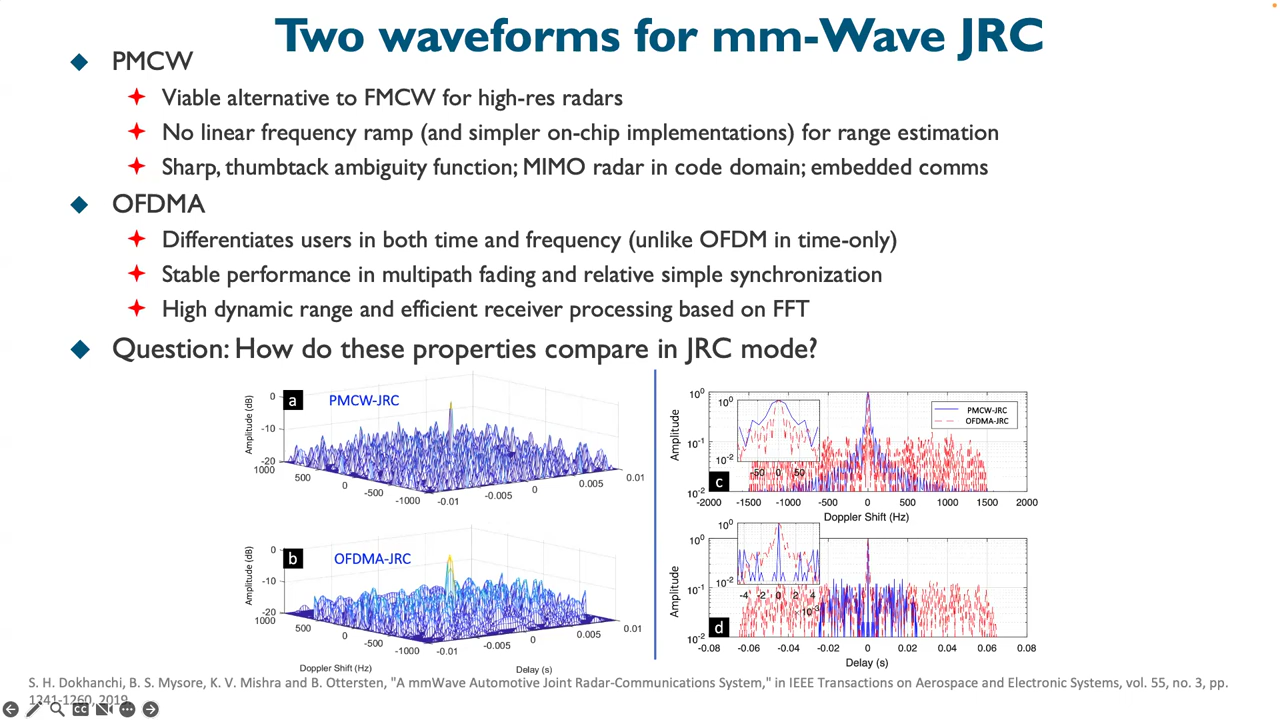 Two waveforms for mm-Wave JRC
PMCW
Viable alternative to FMCW for high-res radars
No linear frequency ramp (and simpler on-chip implementations) for range estimation
Sharp, thumbtack ambiguity function; MIMO radar in code domain; embedded comms
OFDMA
Differentiates users in both time and frequency (unlike OFDM in time-only)
Stable performance in multipath fading and relative simple synchronization
High dynamic range and efficient receiver processing based on FFT
Question: How do these properties compare in JRC mode?
a
PMCW-JRC
Amplitude (dB)
0
-10
-20
1000
500
0
-500
-1000
-0.01
-0.005
0
0.005
0.01
b
OFDMA-JRC
Amplitude (dB)
0
-10
-20
1000
500
0
-500
-1000
-0.01
-0.005
0
0.005
0.01
Doppler Shift (Hz)
Delay (s)
c
Amplitude
10^0
10^-1
10^-2
10^0
10^-2
-50 0 50
PMCW-JRC
OFDMA-JRC
-2000 -1500 -1000 -500 0 500 1000 1500 2000
Doppler Shift (Hz)
d
Amplitude
10^0
10^-1
10^-2
10^0
10^-2
-4 -2 0 2 4
-0.08 -0.06 -0.04 -0.02 0 0.02 0.04 0.06 0.08
Delay (s)
S. H. Dokhanchi, B. S. Mysore, K. V. Mishra and B. Ottersten, "A mmWave Automotive Joint Radar-Communications System," in IEEE Transactions on Aerospace and Electronic Systems, vol. 55, no. 3, pp.
1241-1260, 2019.